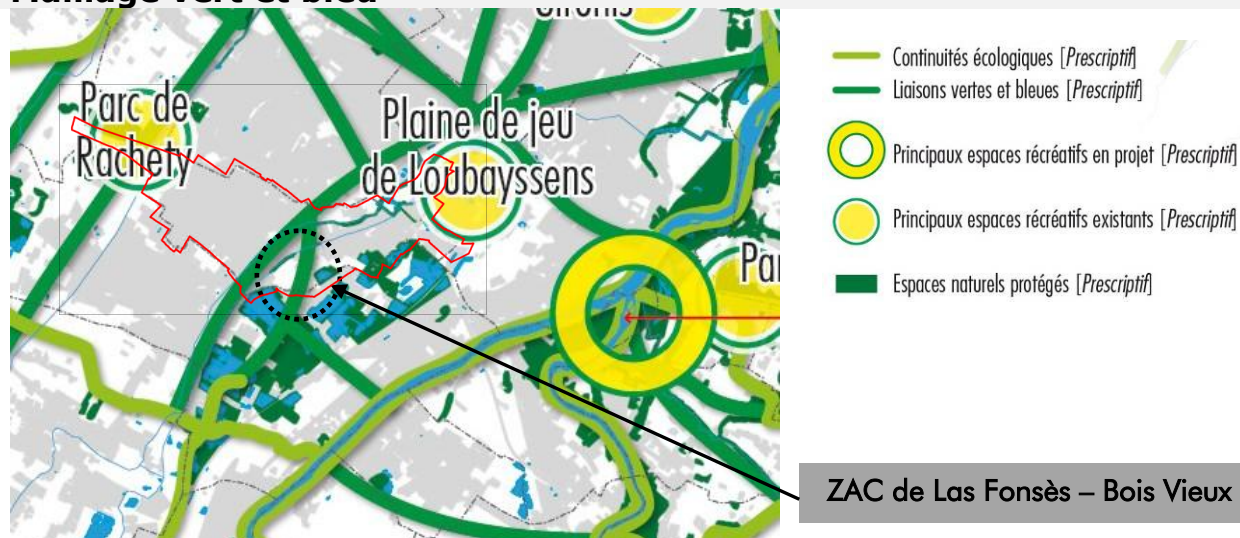 Maillage vert et bleu
Parc de
Rachety
Plaine de jeu
de Loubayssens
Continuités écologiques [Prescriptif]
Liaisons vertes et bleues [Prescriptif]
Principaux espaces récréatifs en projet [Prescriptif]
Principaux espaces récréatifs existants [Prescriptif]
Espaces naturels protégés [Prescriptif]
ZAC de Las Fonsès – Bois Vieux